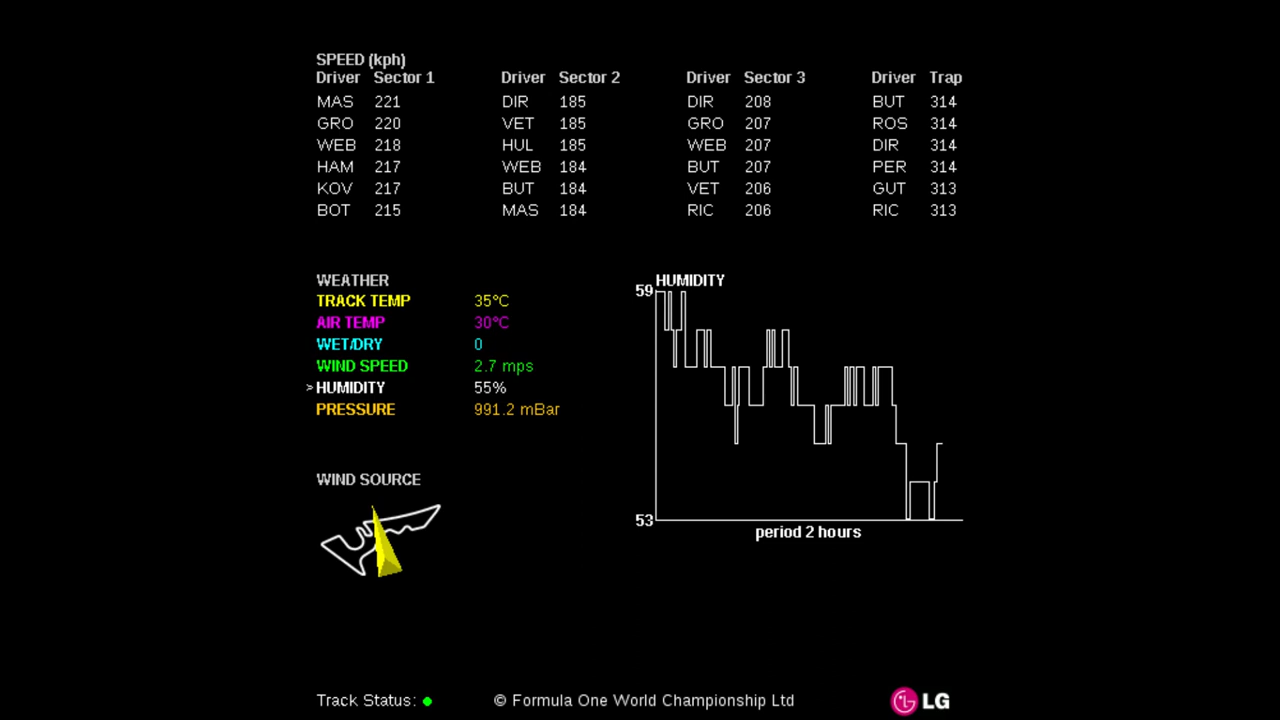 SPEED (kph)
Driver Sector 1 Driver Sector 2 Driver Sector 3 Driver Trap
MAS 221 DIR 185 DIR 208 BUT 314
GRO 220 VET 185 GRO 207 ROS 314
WEB 218 HUL 185 WEB 207 DIR 314
HAM 217 WEB 184 BUT 207 PER 314
KOV 217 BUT 184 VET 206 GUT 313
BOT 215 MAS 184 RIC 206 RIC 313
WEATHER
TRACK TEMP 35°C
AIR TEMP 30°C
WET/DRY 0
WIND SPEED 2.7 mps
>HUMIDITY 55%
PRESSURE 991.2 mBar
HUMIDITY
59
53
period 2 hours
WIND SOURCE
Track Status: © Formula One World Championship Ltd LG